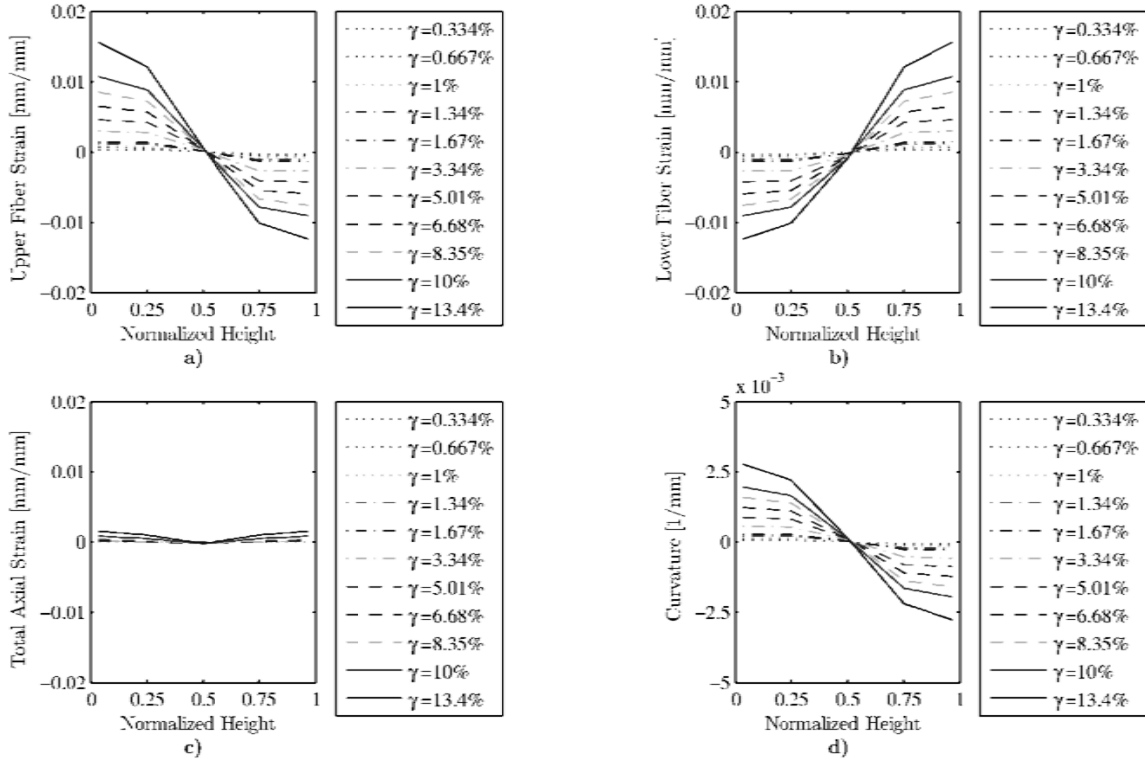 Upper Fiber Strain [mm/mm]
0.02
0.01
0
−0.01
−0.02
0 0.25 0.5 0.75 1
Normalized Height
a)
γ=0.334%
γ=0.667%
γ=1%
γ=1.34%
γ=1.67%
γ=3.34%
γ=5.01%
γ=6.68%
γ=8.35%
γ=10%
γ=13.4%
Lower Fiber Strain [mm/mm]
0.02
0.01
0
−0.01
−0.02
0 0.25 0.5 0.75 1
Normalized Height
b)
γ=0.334%
γ=0.667%
γ=1%
γ=1.34%
γ=1.67%
γ=3.34%
γ=5.01%
γ=6.68%
γ=8.35%
γ=10%
γ=13.4%
Total Axial Strain [mm/mm]
0.02
0.01
0
−0.01
−0.02
0 0.25 0.5 0.75 1
Normalized Height
c)
γ=0.334%
γ=0.667%
γ=1%
γ=1.34%
γ=1.67%
γ=3.34%
γ=5.01%
γ=6.68%
γ=8.35%
γ=10%
γ=13.4%
x 10⁻³
Curvature [1/mm]
5
2.5
0
−2.5
−5
0 0.25 0.5 0.75 1
Normalized Height
d)
γ=0.334%
γ=0.667%
γ=1%
γ=1.34%
γ=1.67%
γ=3.34%
γ=5.01%
γ=6.68%
γ=8.35%
γ=10%
γ=13.4%